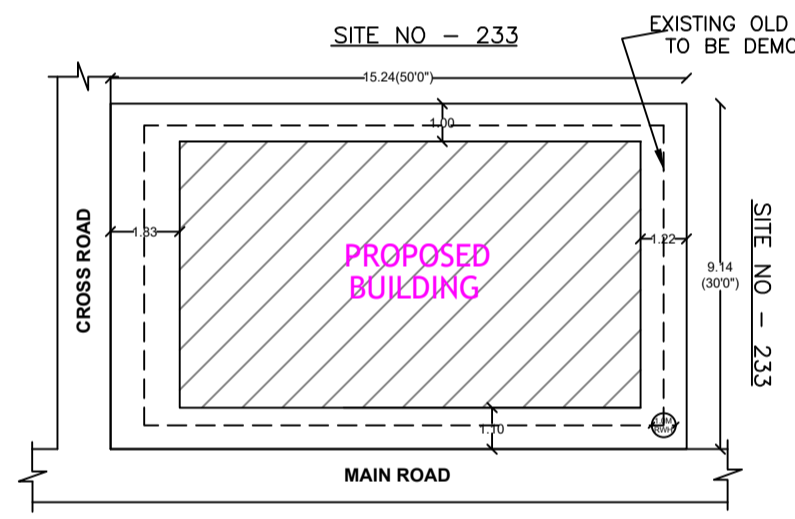 SITE NO - 233
EXISTING OLD
TO BE DEMO
15.24(50'0")
1.00
CROSS ROAD
1.83
PROPOSED
BUILDING
1.22
9.14
(30'0")
SITE NO - 233
1.10
RWH
MAIN ROAD